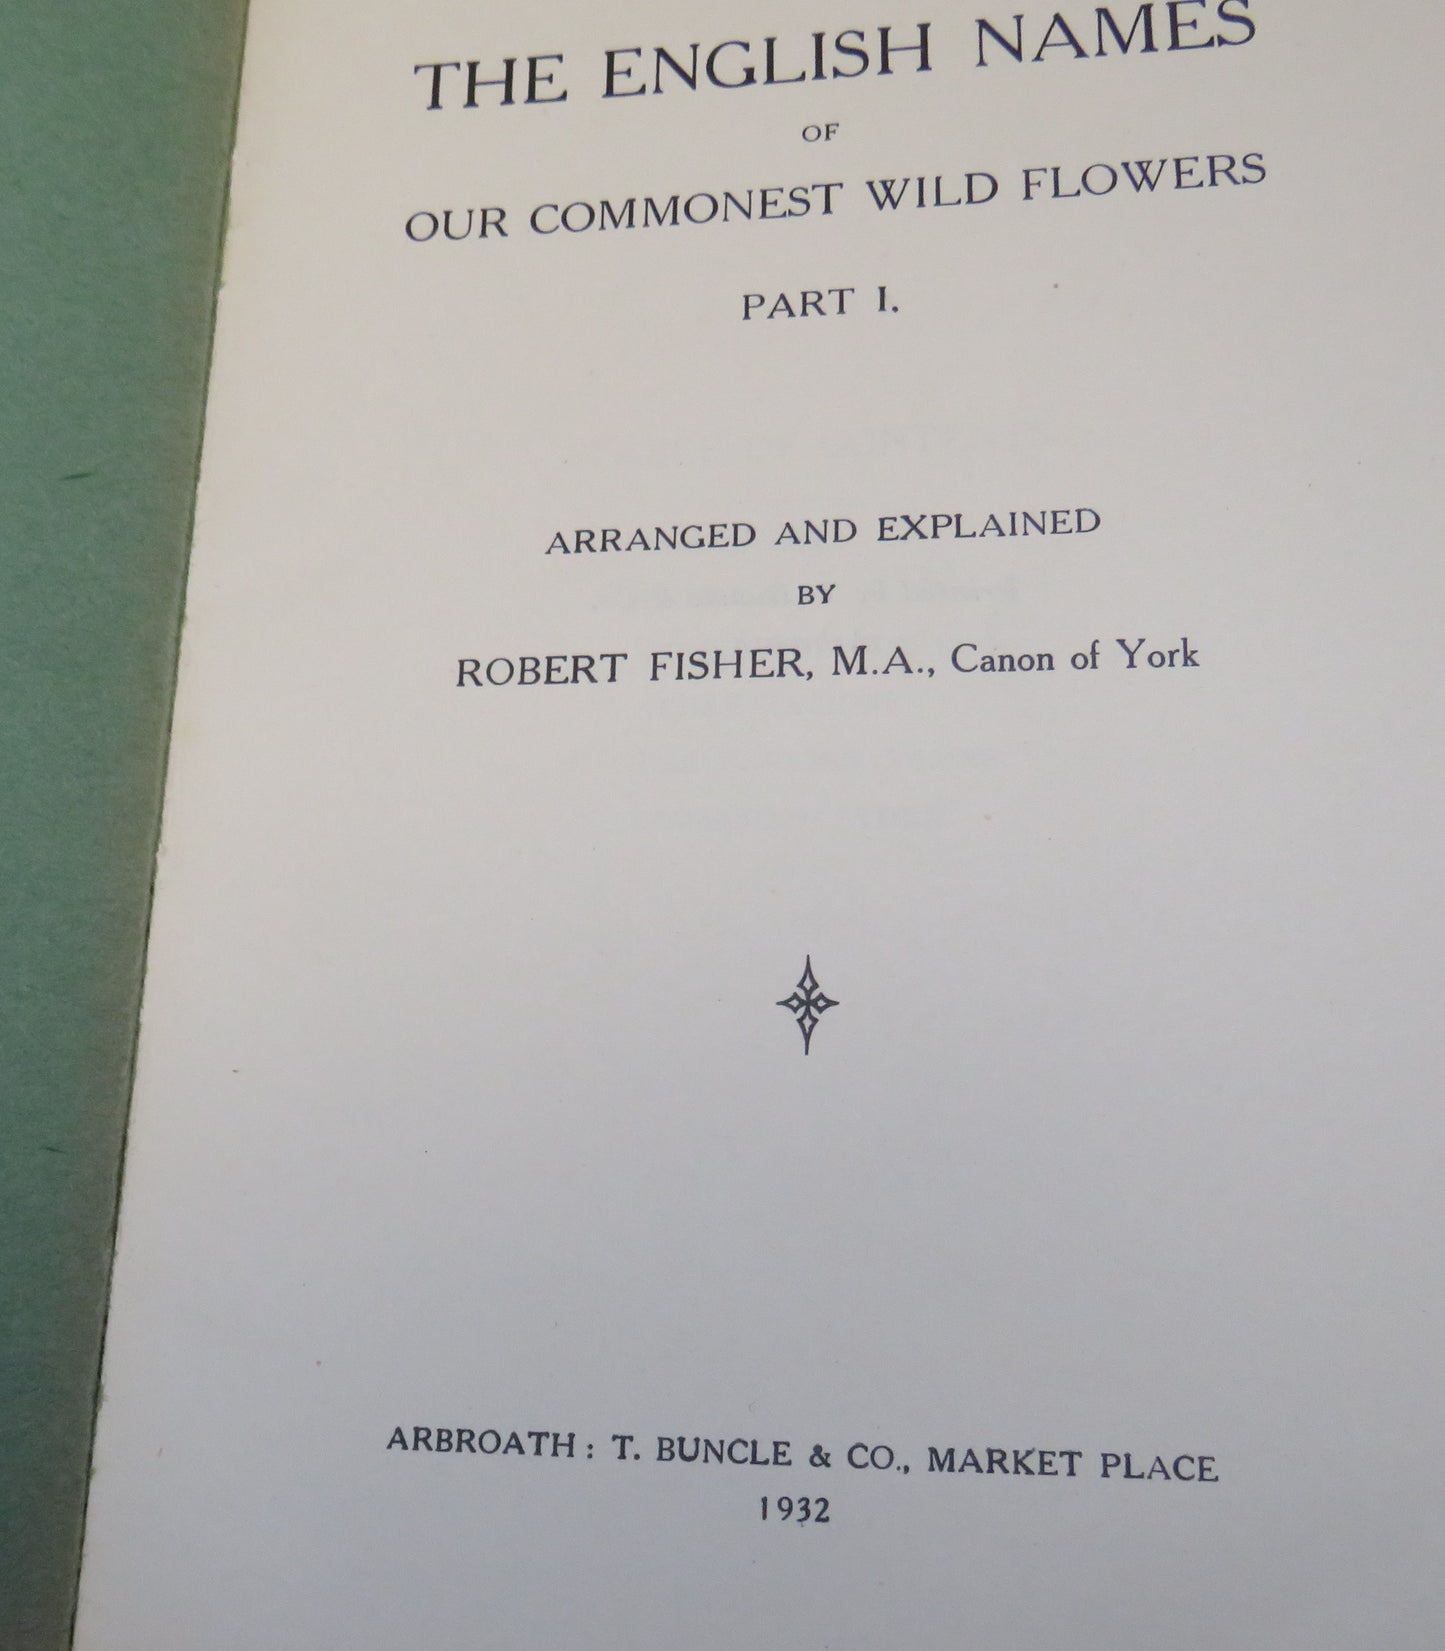 THE ENGLISH NAMES
OF
OUR COMMONEST WILD FLOWERS
PART I.
ARRANGED AND EXPLAINED
BY
ROBERT FISHER, M.A., Canon of York
ARBROATH: T. BUNCLE & CO., MARKET PLACE
1932